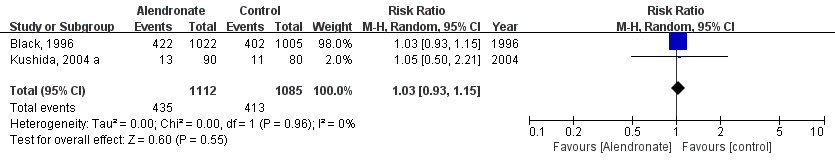 Alendronate Control Risk Ratio Risk Ratio
Study or Subgroup Events Total Events Total Weight M-H, Random, 95% CI Year M-H, Random, 95% CI
Black, 1996 422 1022 402 1005 98.0% 1.03 [0.93, 1.15] 1996
Kushida, 2004 a 13 90 11 80 2.0% 1.05 [0.50, 2.21] 2004
Total (95% CI) 1112 1085 100.0% 1.03 [0.93, 1.15]
Total events 435 413
Heterogeneity: Tau² = 0.00; Chi² = 0.00, df = 1 (P = 0.96); I² = 0%
Test for overall effect: Z = 0.60 (P = 0.55)
0.1 0.2 0.5 1 2 5 10
Favours [Alendronate] Favours [control]